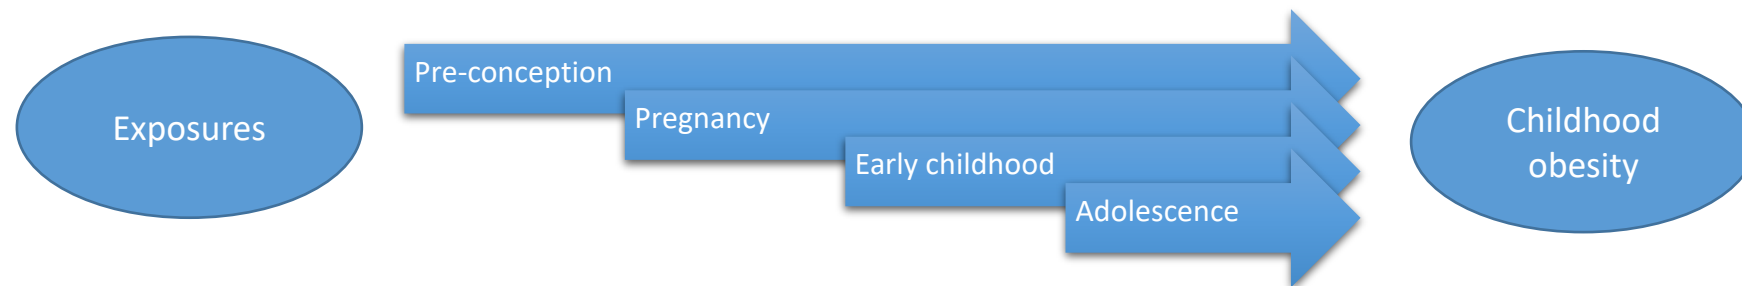 Exposures
Pre-conception
Pregnancy
Early childhood
Adolescence
Childhood
obesity